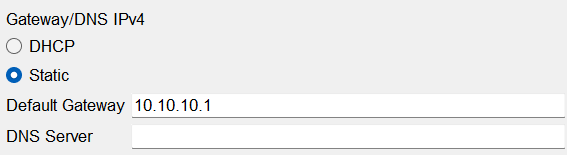 Gateway/DNS IPv4
DHCP
Static
Default Gateway 10.10.10.1
DNS Server